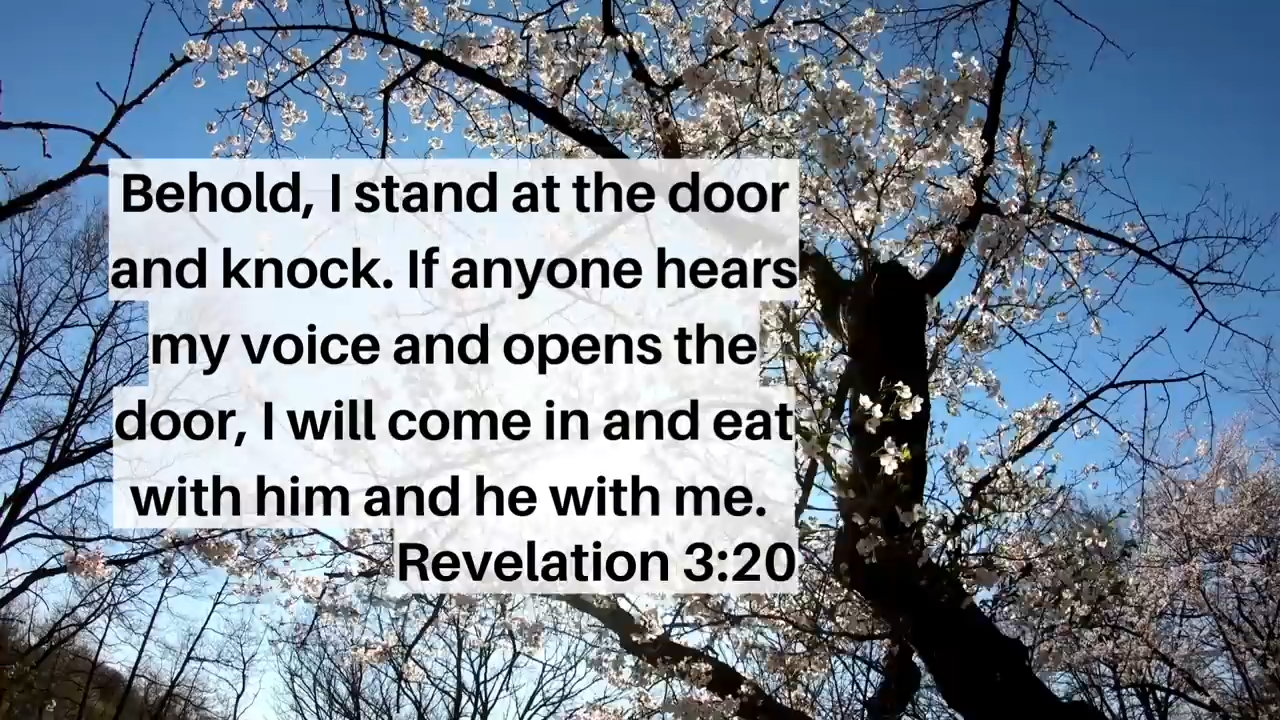 Behold, I stand at the door
and knock. If anyone hears
my voice and opens the
door, I will come in and eat
with him and he with me.
Revelation 3:20